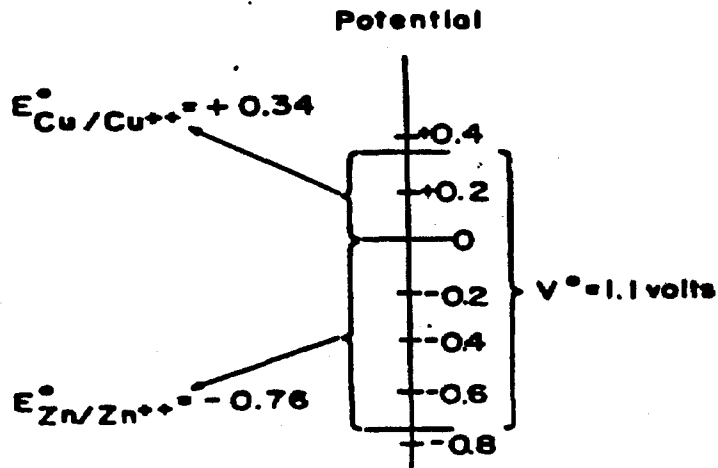 Potential
E°Cu/Cu++ = + 0.34
+0.4
+0.2
0
-0.2
V° = 1.1 volts
-0.4
-0.6
E°Zn/Zn++ = - 0.76
-0.8